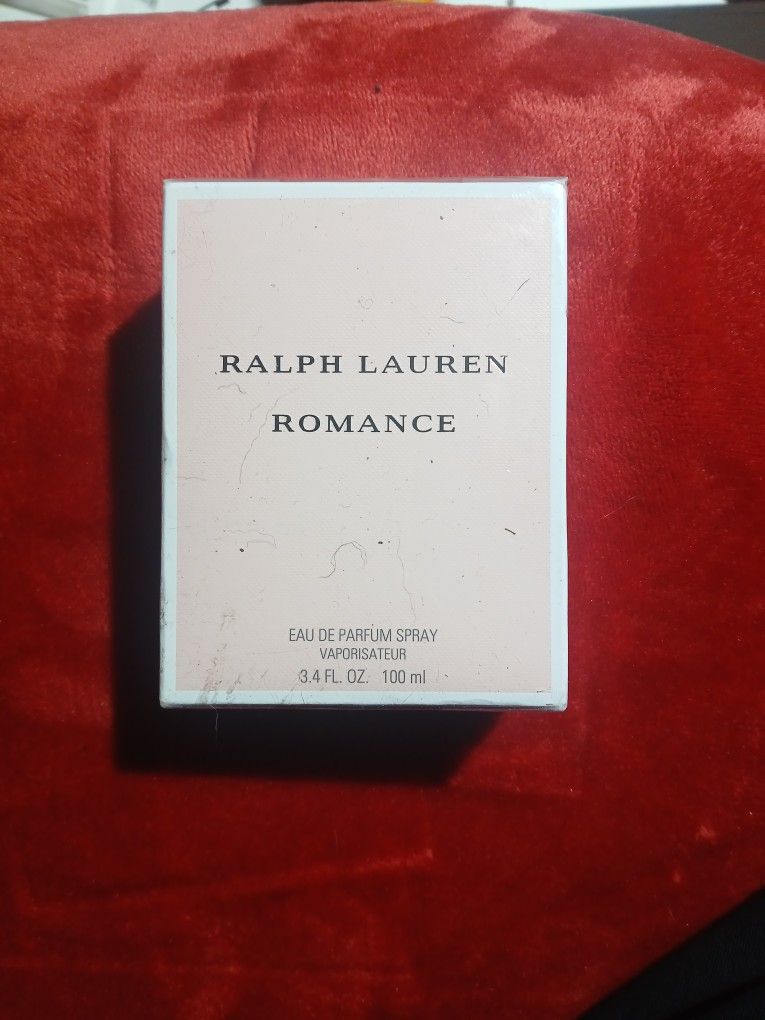 RALPH LAUREN
ROMANCE
EAU DE PARFUM SPRAY
VAPORISATEUR
3.4 FL. OZ. 100 ml